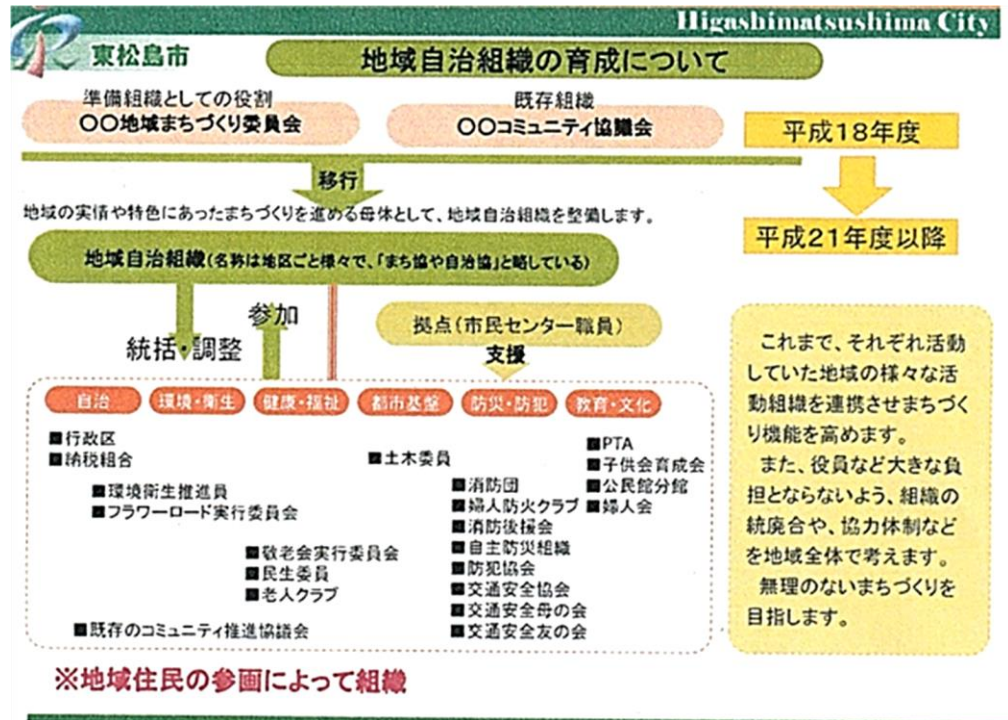 Higashimatsushima City
東松島市
地域自治組織の育成について
準備組織としての役割
〇〇地域まちづくり委員会
既存組織
〇〇コミュニティ協議会
平成18年度
移行
地域の実情や特色にあったまちづくりを進める母体として、地域自治組織を整備します。
平成21年度以降
地域自治組織(名称は地区ごと様々で、「まち協や自治協」と略している)
統括・調整
参加
拠点(市民センター職員)
支援
自治
環境・衛生
健康・福祉
都市基盤
防災・防犯
教育・文化
■行政区
■納税組合
■環境衛生推進員
■フラワーロード実行委員会
■敬老会実行委員会
■民生委員
■老人クラブ
■既存のコミュニティ推進協議会
■土木委員
■消防団
■婦人防火クラブ
■消防後援会
■自主防災組織
■防犯協会
■交通安全協会
■交通安全母の会
■交通安全友の会
■PTA
■子供会育成会
■公民館分館
■婦人会
これまで、それぞれ活動
していた地域の様々な活
動組織を連携させまちづく
り機能を高めます。
また、役員など大きな負
担とならないよう、組織の
統廃合や、協力体制など
を地域全体で考えます。
無理のないまちづくりを
目指します。
※地域住民の参画によって組織